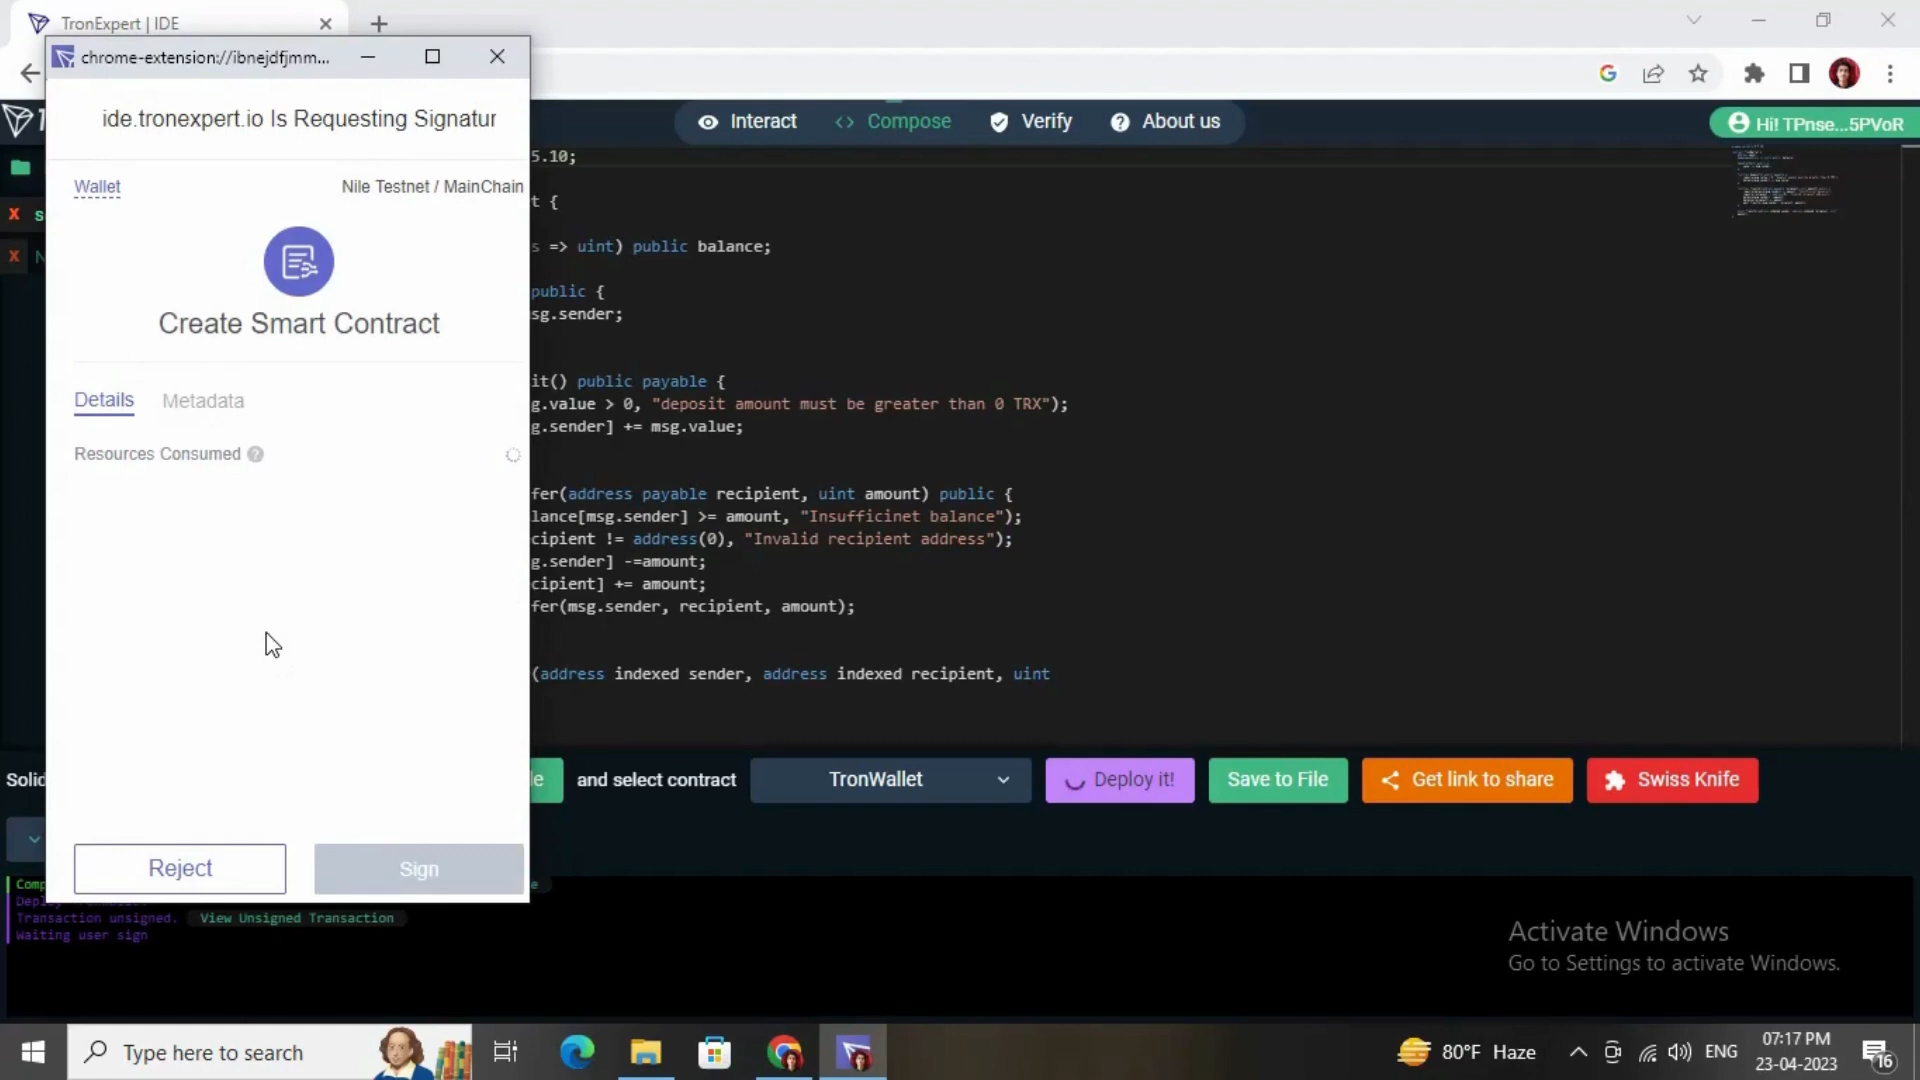 TronExpert | IDE
chrome-extension://ibnejdfjmm...
ide.tronexpert.io Is Requesting Signatur
Interact
Compose
Verify
About us
Hi! TPnse...5PVoR
Wallet
Nile Testnet / MainChain
Create Smart Contract
Details
Metadata
Resources Consumed
Reject
Sign
5.10;
t {
s => uint) public balance;
public {
sg.sender;
it() public payable {
g.value > 0, "deposit amount must be greater than 0 TRX");
g.sender] += msg.value;
fer(address payable recipient, uint amount) public {
lance[msg.sender] >= amount, "Insufficinet balance");
cipient != address(0), "Invalid recipient address");
g.sender] -=amount;
cipient] += amount;
fer(msg.sender, recipient, amount);
(address indexed sender, address indexed recipient, uint
Solid
and select contract
TronWallet
Deploy it!
Save to File
Get link to share
Swiss Knife
Comp
Transaction unsigned. View Unsigned Transaction
Waiting user sign
Activate Windows
Go to Settings to activate Windows.
Type here to search
80°F Haze
ENG
07:17 PM
23-04-2023
16